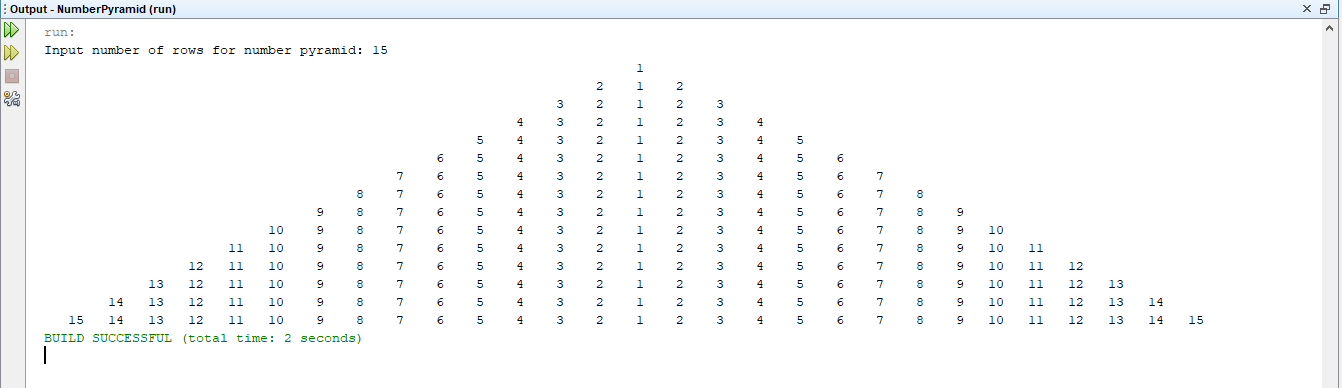 Output - NumberPyramid (run)
run:
Input number of rows for number pyramid: 15
1
2 1 2
3 2 1 2 3
4 3 2 1 2 3 4
5 4 3 2 1 2 3 4 5
6 5 4 3 2 1 2 3 4 5 6
7 6 5 4 3 2 1 2 3 4 5 6 7
8 7 6 5 4 3 2 1 2 3 4 5 6 7 8
9 8 7 6 5 4 3 2 1 2 3 4 5 6 7 8 9
10 9 8 7 6 5 4 3 2 1 2 3 4 5 6 7 8 9 10
11 10 9 8 7 6 5 4 3 2 1 2 3 4 5 6 7 8 9 10 11
12 11 10 9 8 7 6 5 4 3 2 1 2 3 4 5 6 7 8 9 10 11 12
13 12 11 10 9 8 7 6 5 4 3 2 1 2 3 4 5 6 7 8 9 10 11 12 13
14 13 12 11 10 9 8 7 6 5 4 3 2 1 2 3 4 5 6 7 8 9 10 11 12 13 14
15 14 13 12 11 10 9 8 7 6 5 4 3 2 1 2 3 4 5 6 7 8 9 10 11 12 13 14 15
BUILD SUCCESSFUL (total time: 2 seconds)